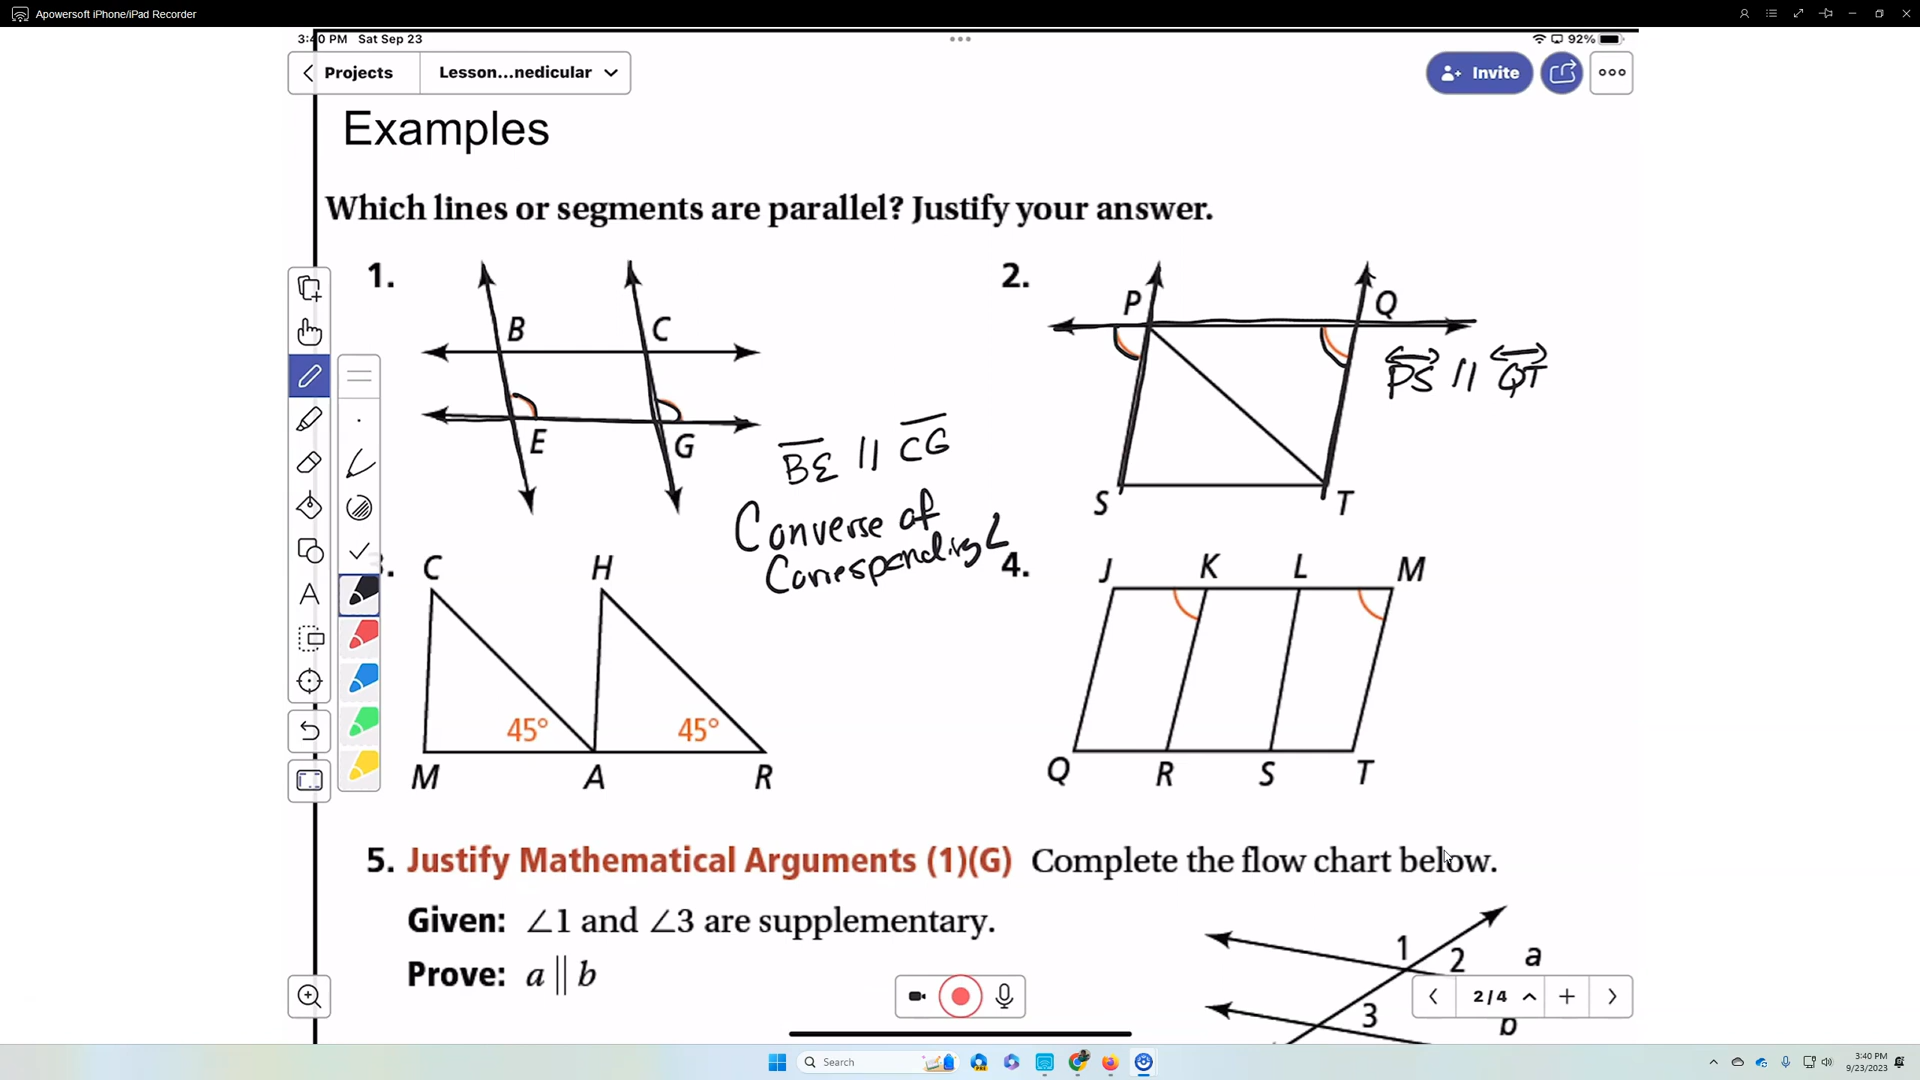 Apowersoft iPhone/iPad Recorder
3:40 PM Sat Sep 23
92%
Projects
Lesson...nedicular
Invite
Examples
Which lines or segments are parallel? Justify your answer.
1.
B
C
E
G
BE || CG
Converse of
Corresponding ∠
2.
P
Q
S
T
PS || QT
C
H
45°
45°
M
A
R
4.
J
K
L
M
Q
R
S
T
5. Justify Mathematical Arguments (1)(G) Complete the flow chart below.
Given: ∠1 and ∠3 are supplementary.
Prove: a || b
1
2
a
3
b
A
2/4
Search
3:40 PM
9/23/2023